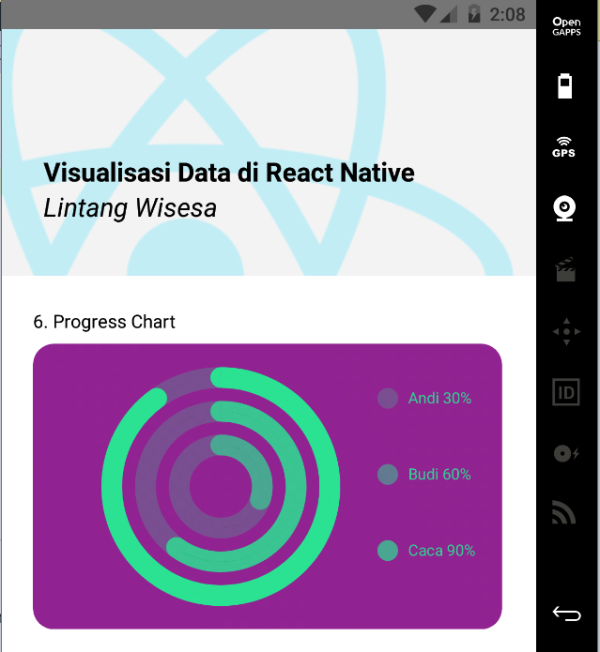 2:08
Open
GAPPS
GPS
ID
Visualisasi Data di React Native
Lintang Wisesa
6. Progress Chart
Andi 30%
Budi 60%
Caca 90%